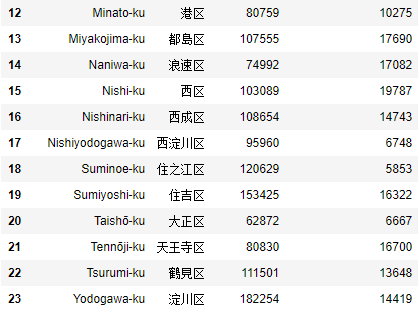 12 Minato-ku 港区 80759 10275
13 Miyakojima-ku 都島区 107555 17690
14 Naniwa-ku 浪速区 74992 17082
15 Nishi-ku 西区 103089 19787
16 Nishinari-ku 西成区 108654 14743
17 Nishiyodogawa-ku 西淀川区 95960 6748
18 Suminoe-ku 住之江区 120629 5853
19 Sumiyoshi-ku 住吉区 153425 16322
20 Taishō-ku 大正区 62872 6667
21 Tennōji-ku 天王寺区 80830 16700
22 Tsurumi-ku 鶴見区 111501 13648
23 Yodogawa-ku 淀川区 182254 14419